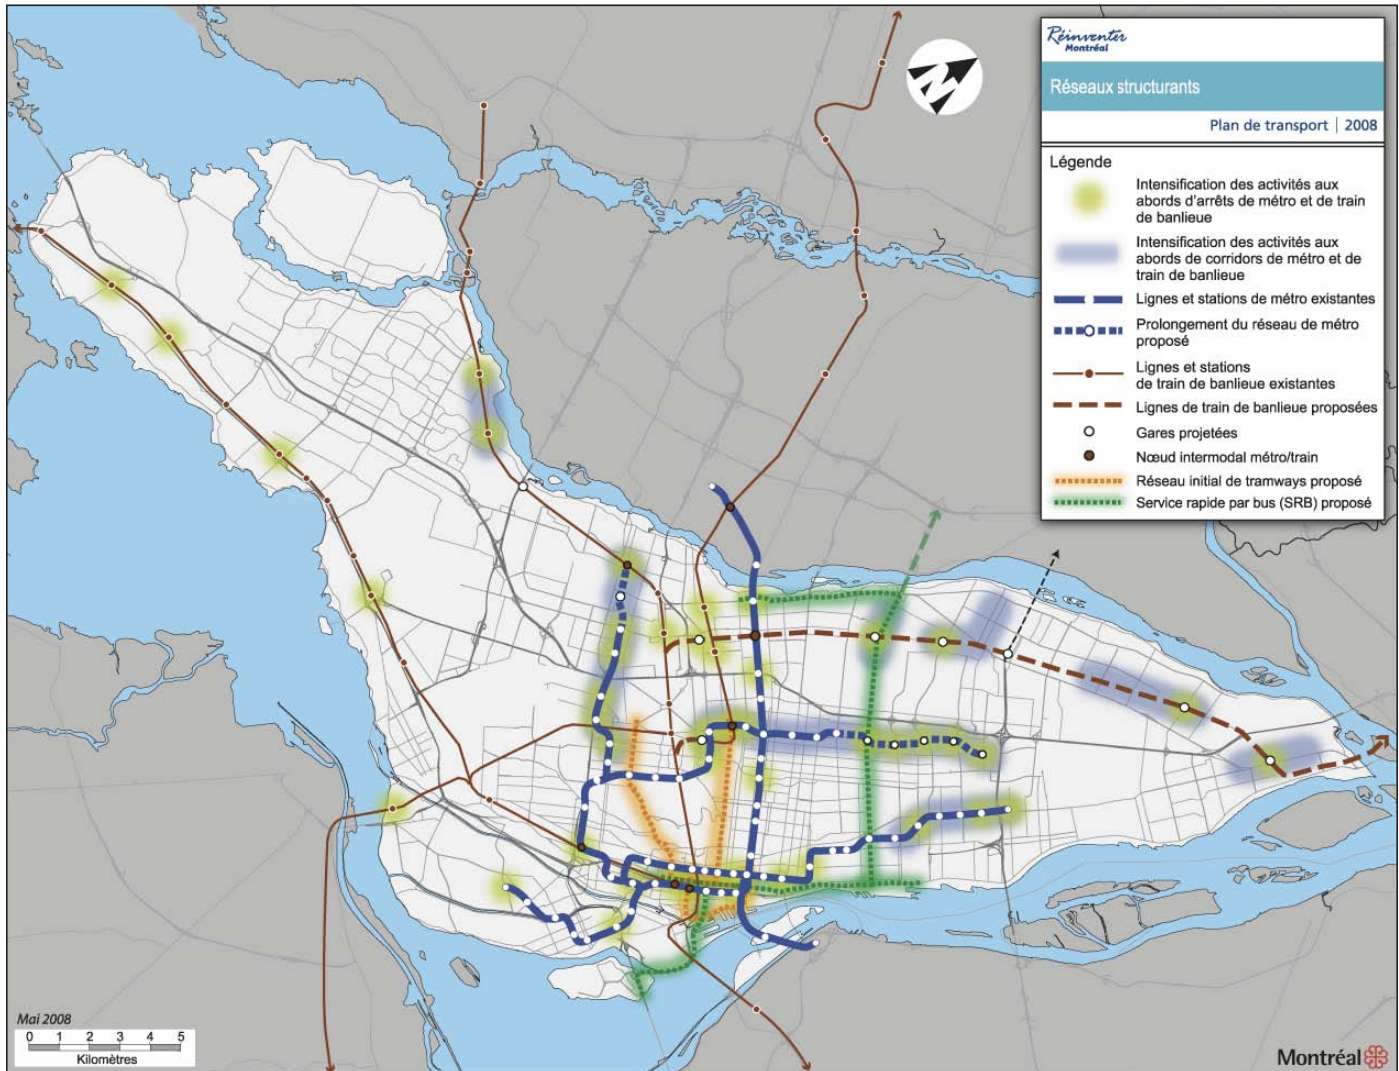 Réinventer
Montréal
Réseaux structurants
Plan de transport | 2008
Légende
Intensification des activités aux
abords d'arrêts de métro et de train
de banlieue
Intensification des activités aux
abords de corridors de métro et de
train de banlieue
Lignes et stations de métro existantes
Prolongement du réseau de métro
proposé
Lignes et stations
de train de banlieue existantes
Lignes de train de banlieue proposées
Gares projetées
Nœud intermodal métro/train
Réseau initial de tramways proposé
Service rapide par bus (SRB) proposé
N
Mai 2008
0 1 2 3 4 5
Kilomètres
Montréal